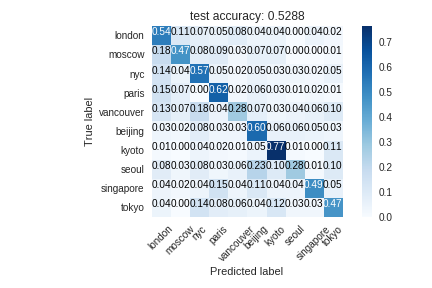 test accuracy: 0.5288
london 0.54 0.11 0.07 0.05 0.08 0.04 0.04 0.00 0.04 0.02
moscow 0.18 0.47 0.08 0.09 0.03 0.07 0.07 0.00 0.00 0.01
nyc 0.14 0.04 0.57 0.05 0.02 0.05 0.03 0.03 0.02 0.05
paris 0.15 0.07 0.00 0.62 0.02 0.06 0.03 0.01 0.02 0.01
vancouver 0.13 0.07 0.18 0.04 0.28 0.07 0.03 0.04 0.06 0.10
beijing 0.03 0.02 0.08 0.03 0.03 0.60 0.06 0.06 0.05 0.03
kyoto 0.01 0.00 0.04 0.02 0.01 0.05 0.77 0.01 0.00 0.11
seoul 0.08 0.03 0.08 0.03 0.06 0.23 0.10 0.28 0.01 0.10
singapore 0.04 0.02 0.04 0.15 0.04 0.11 0.04 0.04 0.49 0.05
tokyo 0.04 0.00 0.14 0.08 0.06 0.04 0.12 0.03 0.03 0.47
london moscow nyc paris vancouver beijing kyoto seoul singapore tokyo
True label
Predicted label
0.7
0.6
0.5
0.4
0.3
0.2
0.1
0.0